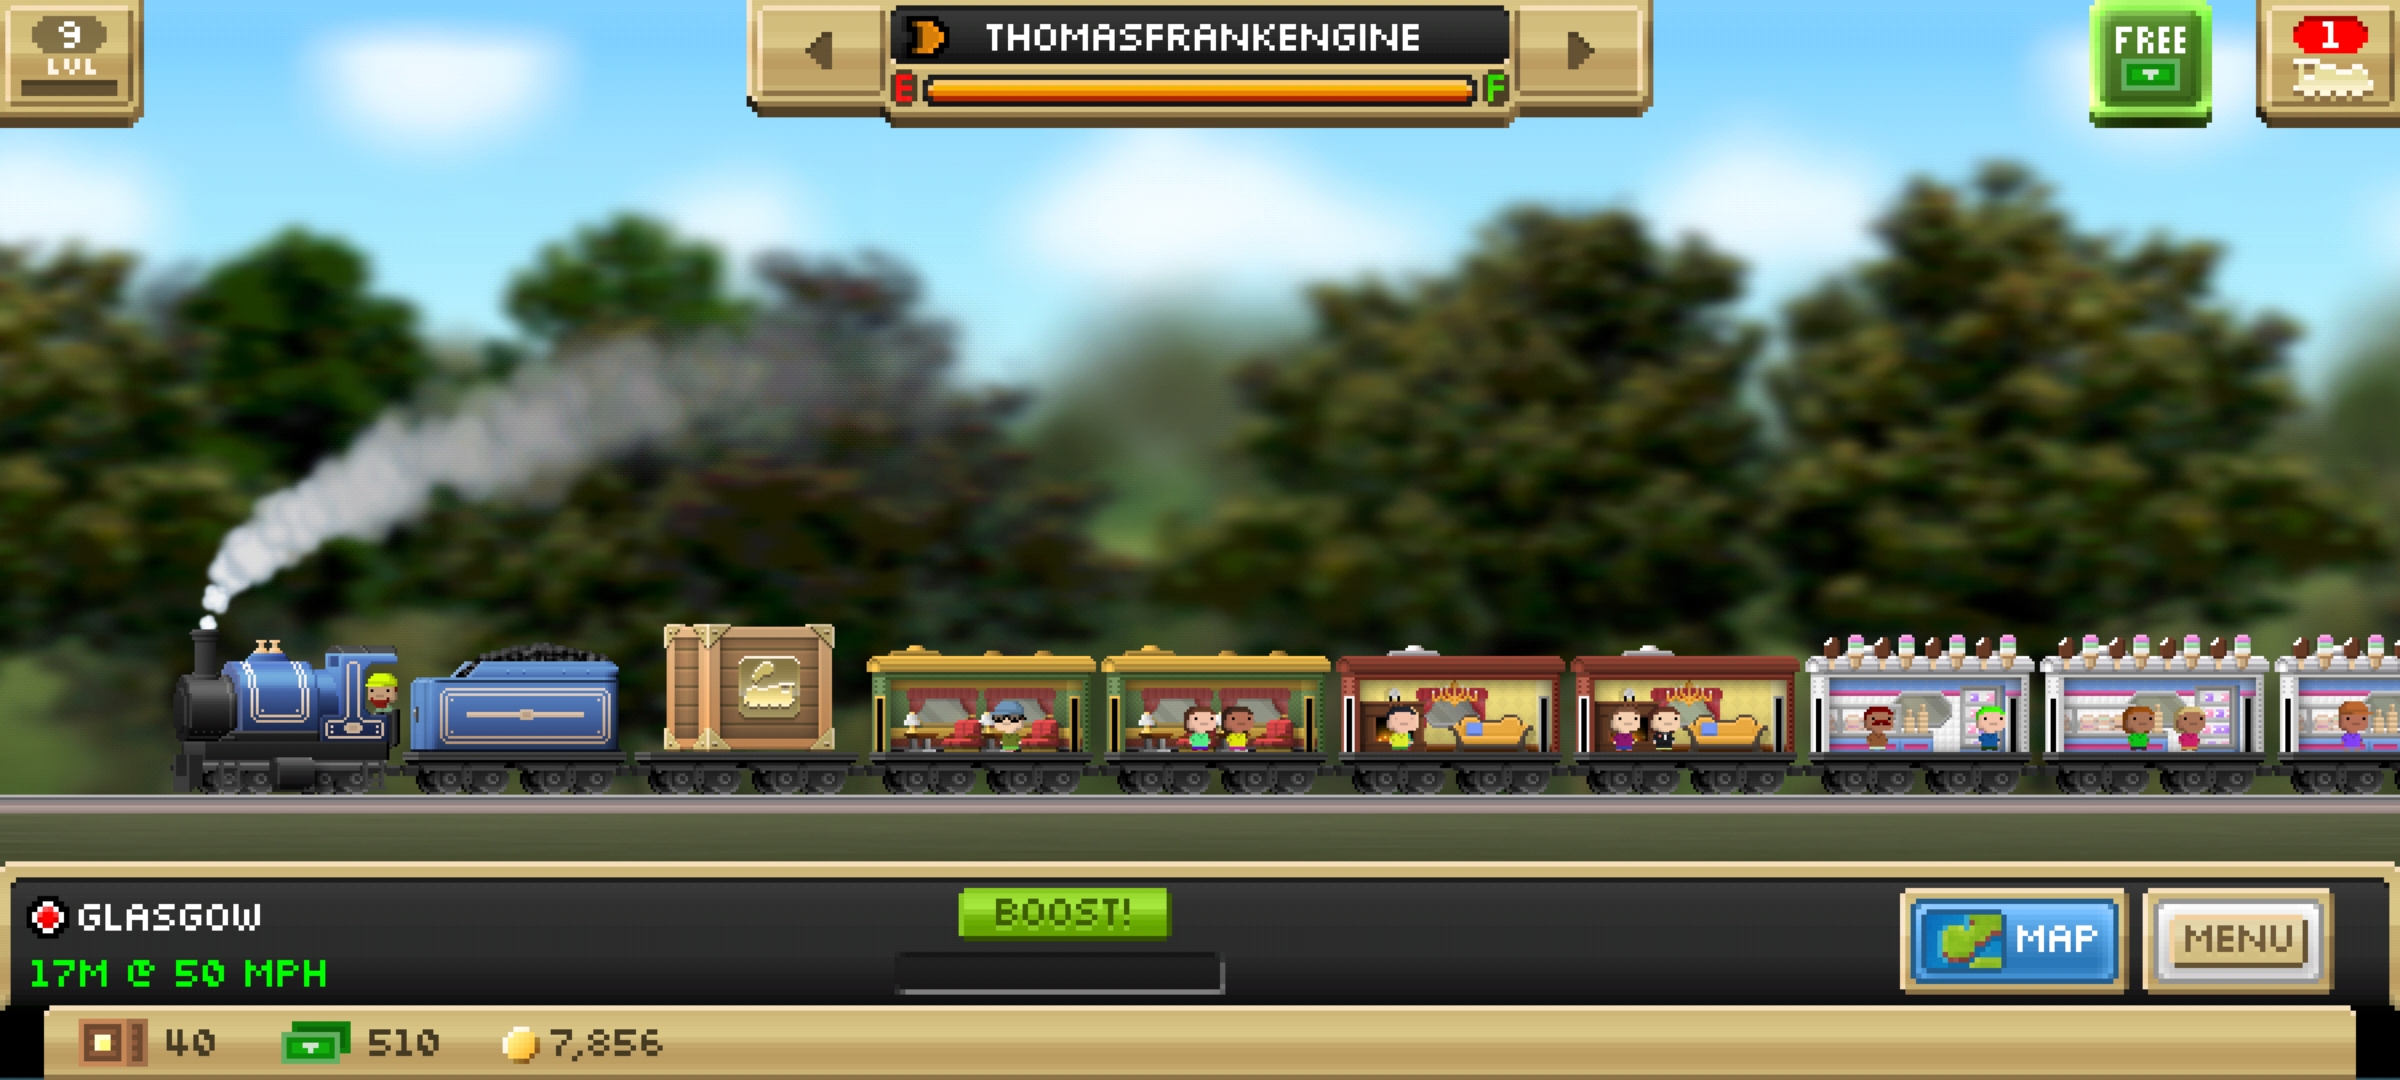 9
LVL
THOMASFRANKENGINE
E F
FREE
1
GLASGOW
17M @ 50 MPH
BOOST!
MAP
MENU
40 510 7,856